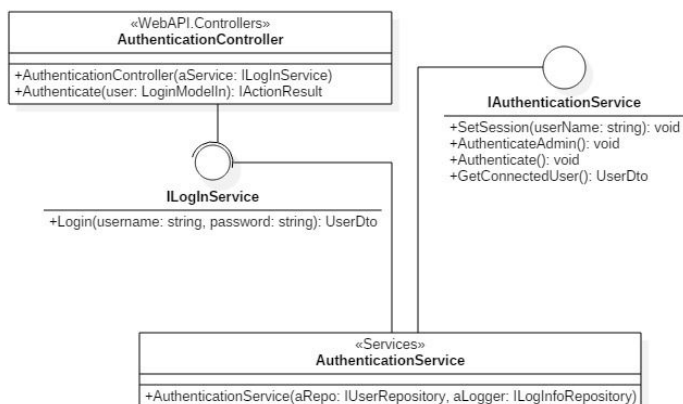 «WebAPI.Controllers»
AuthenticationController
+AuthenticationController(aService: ILogInService)
+Authenticate(user: LoginModelIn): IActionResult
IAuthenticationService
+SetSession(userName: string): void
+AuthenticateAdmin(): void
+Authenticate(): void
+GetConnectedUser(): UserDto
ILogInService
+Login(username: string, password: string): UserDto
«Services»
AuthenticationService
+AuthenticationService(aRepo: IUserRepository, aLogger: ILogInfoRepository)